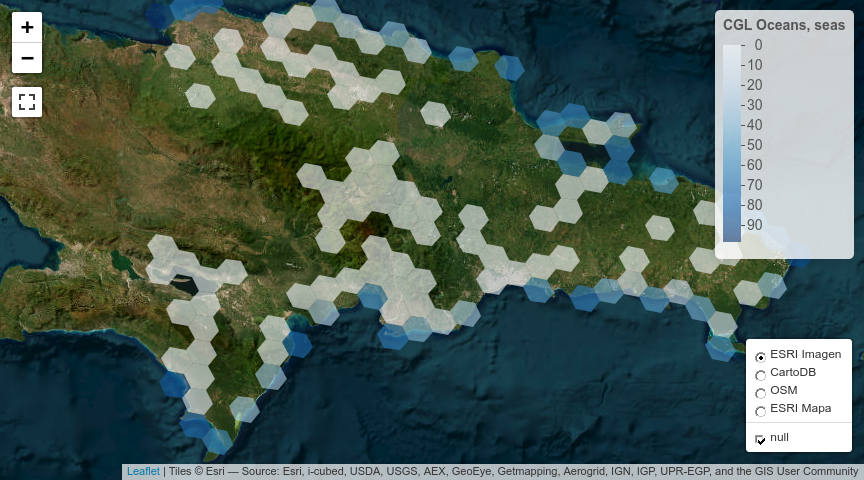 +
−
CGL Oceans, seas
0
10
20
30
40
50
60
70
80
90
ESRI Imagen
CartoDB
OSM
ESRI Mapa
null
Leaflet | Tiles © Esri — Source: Esri, i-cubed, USDA, USGS, AEX, GeoEye, Getmapping, Aerogrid, IGN, IGP, UPR-EGP, and the GIS User Community